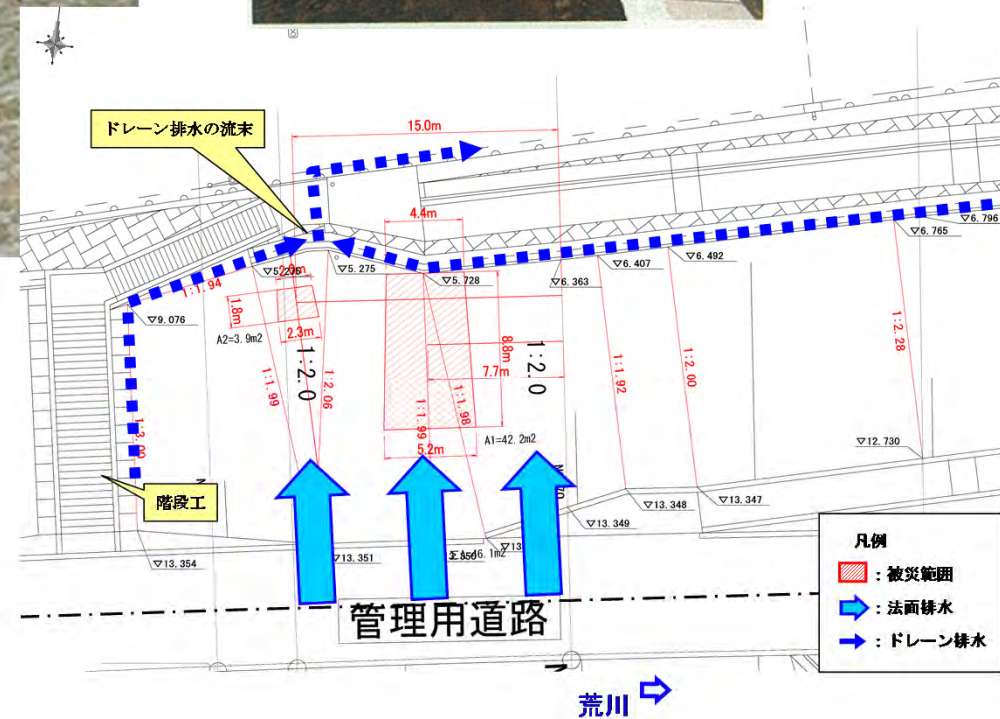 ドレーン排水の流末
15.0m
4.4m
▽6.796
▽6.765
▽6.492
▽6.407
▽6.363
▽5.728
▽5.275
1:1.94
▽9.076
1.8m
A2=3.9m2
2.3m
8.8m
7.7m
1:2.0
1:2.0
1:1.99
1:2.06
1:1.99
1:1.98
1:1.92
1:2.00
1:2.28
5.2m
A1=42.2m2
▽12.730
階段工
▽13.348
▽13.347
▽13.349
▽13.354
▽13.351
管理用道路
凡例
：被災範囲
：法面排水
：ドレーン排水
荒川